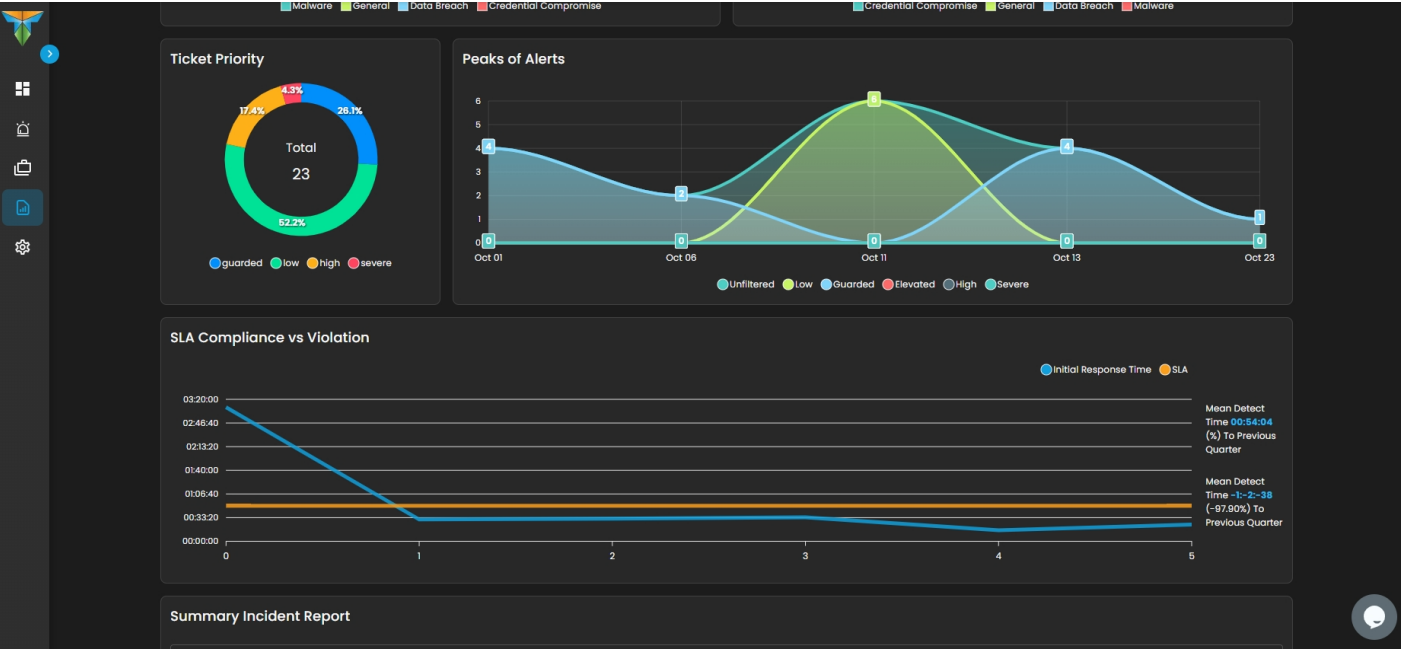 Malware General Data Breach Credential Compromise
Credential Compromise General Data Breach Malware
Ticket Priority
4.3%
17.4%
26.1%
Total
23
52.2%
guarded low high severe
Peaks of Alerts
6
5
4
3
2
1
0
4
2
6
4
1
0
0
0
0
0
Oct 01
Oct 06
Oct 11
Oct 13
Oct 23
Unfiltered Low Guarded Elevated High Severe
SLA Compliance vs Violation
Initial Response Time SLA
03:20:00
02:46:40
02:13:20
01:40:00
01:06:40
00:33:20
00:00:00
0
1
2
3
4
5
Mean Detect
Time 00:54:04
(%) To Previous
Quarter
Mean Detect
Time -1:-2:-38
(-97.90%) To
Previous Quarter
Summary Incident Report